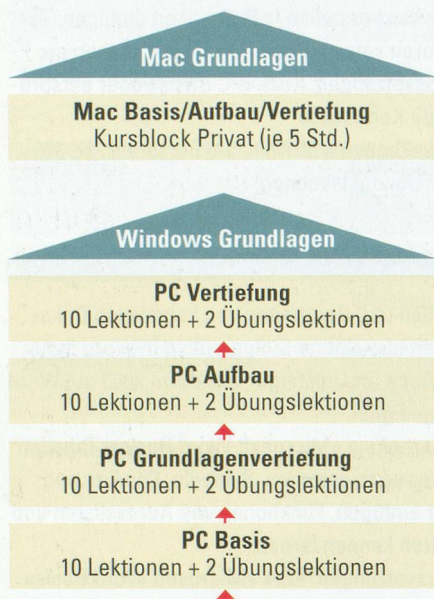 Mac Grundlagen
Mac Basis/Aufbau/Vertiefung
Kursblock Privat (je 5 Std.)
Windows Grundlagen
PC Vertiefung
10 Lektionen + 2 Übungslektionen
PC Aufbau
10 Lektionen + 2 Übungslektionen
PC Grundlagenvertiefung
10 Lektionen + 2 Übungslektionen
PC Basis
10 Lektionen + 2 Übungslektionen